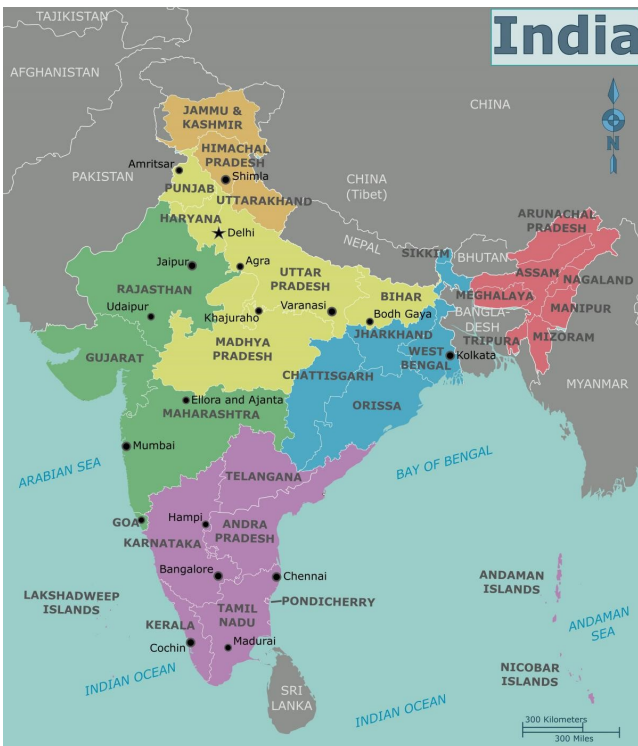 TAJIKISTAN
India
AFGHANISTAN
CHINA
JAMMU &
KASHMIR
HIMACHAL
PRADESH
Amritsar
Shimla
PAKISTAN
PUNJAB
CHINA
(Tibet)
UTTARAKHAND
N
HARYANA
ARUNACHAL
PRADESH
Delhi
NEPAL
SIKKIM
BHUTAN
Jaipur
Agra
ASSAM
NAGALAND
RAJASTHAN
UTTAR
PRADESH
BIHAR
MEGHALAYA
Udaipur
Khajuraho
Varanasi
Bodh Gaya
BANGLA-
DESH
MANIPUR
JHARKHAND
TRIPURA
MIZORAM
GUJARAT
MADHYA
PRADESH
WEST
BENGAL
Kolkata
CHATTISGARH
MYANMAR
Ellora and Ajanta
MAHARASHTRA
ORISSA
Mumbai
ARABIAN SEA
BAY OF BENGAL
TELANGANA
GOA
Hampi
ANDRA
PRADESH
KARNATAKA
Bangalore
Chennai
ANDAMAN
ISLANDS
LAKSHADWEEP
ISLANDS
PONDICHERRY
TAMIL
NADU
KERALA
ANDAMAN
SEA
Cochin
Madurai
NICOBAR
ISLANDS
INDIAN OCEAN
SRI
LANKA
INDIAN OCEAN
300 Kilometers
300 Miles